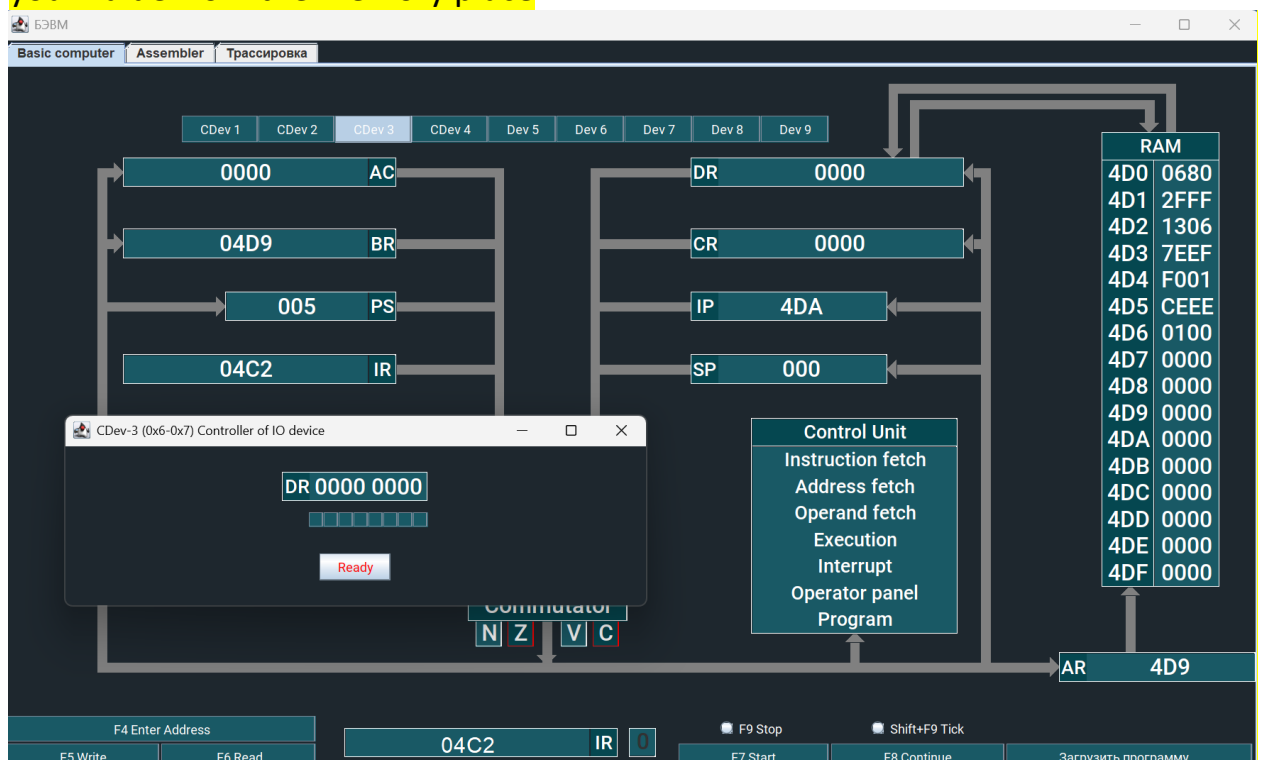 БЭВМ
Basic computer Assembler Трассировка
CDev 1 CDev 2 CDev 3 CDev 4 Dev 5 Dev 6 Dev 7 Dev 8 Dev 9
0000 AC
04D9 BR
005 PS
04C2 IR
DR 0000
CR 0000
IP 4DA
SP 000
RAM
4D0 0680
4D1 2FFF
4D2 1306
4D3 7EEF
4D4 F001
4D5 CEEE
4D6 0100
4D7 0000
4D8 0000
4D9 0000
4DA 0000
4DB 0000
4DC 0000
4DD 0000
4DE 0000
4DF 0000
CDev-3 (0x6-0x7) Controller of IO device
DR 0000 0000
Ready
Commutator
N Z V C
Control Unit
Instruction fetch
Address fetch
Operand fetch
Execution
Interrupt
Operator panel
Program
AR 4D9
F4 Enter Address
F5 Write F6 Read
04C2 IR 0
F9 Stop Shift+F9 Tick
F7 Start F8 Continue Загрузить программу